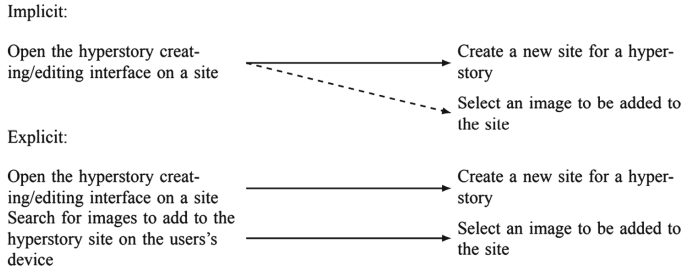 Implicit:
Open the hyperstory creat-
ing/editing interface on a site
Create a new site for a hyper-
story
Select an image to be added to
the site
Explicit:
Open the hyperstory creat-
ing/editing interface on a site
Create a new site for a hyper-
story
Search for images to add to the
hyperstory site on the users's
device
Select an image to be added to
the site